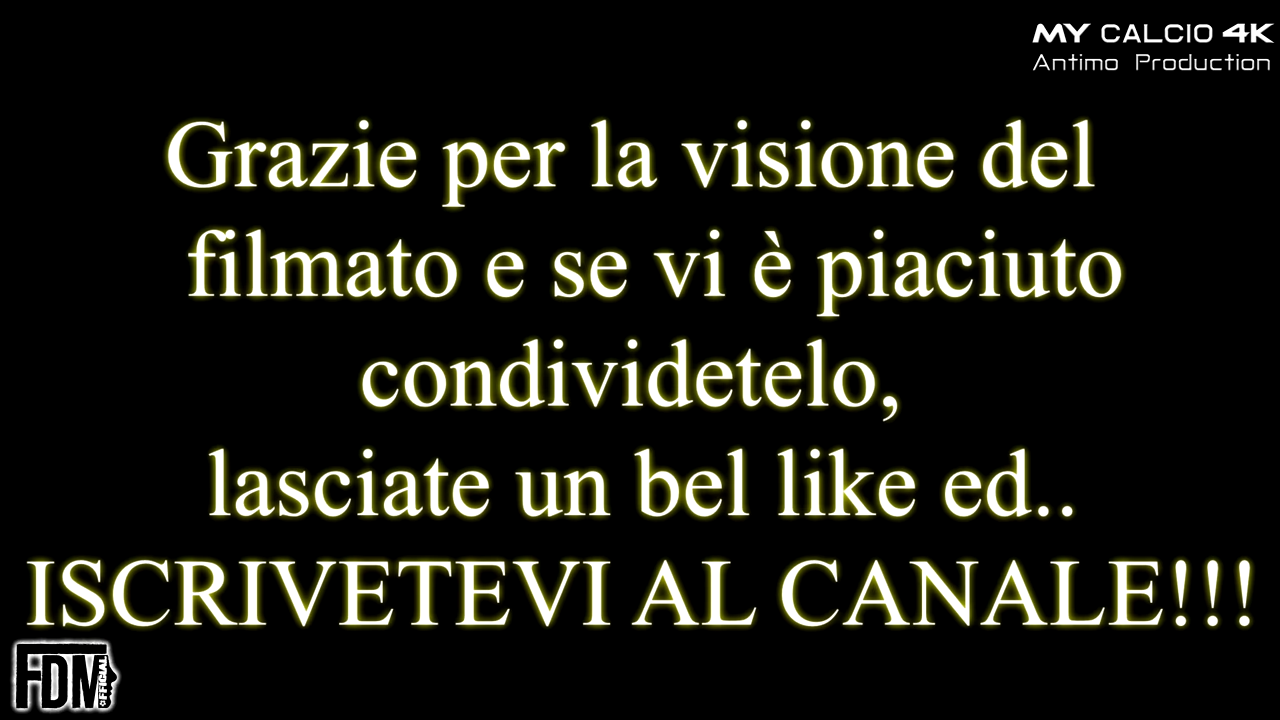 MY CALCIO 4K
Antimo Production
Grazie per la visione del
filmato e se vi è piaciuto
condividetelo,
lasciate un bel like ed..
ISCRIVETEVI AL CANALE!!!
FDM
OFFICIAL